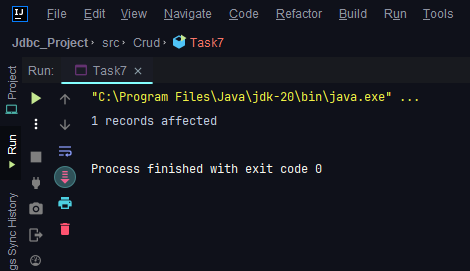 IJ File Edit View Navigate Code Refactor Build Run Tools
Jdbc_Project › src › Crud › Task7
Run: Task7 ×
Project
Run
gs Sync History
"C:\Program Files\Java\jdk-20\bin\java.exe" ...
1 records affected
Process finished with exit code 0